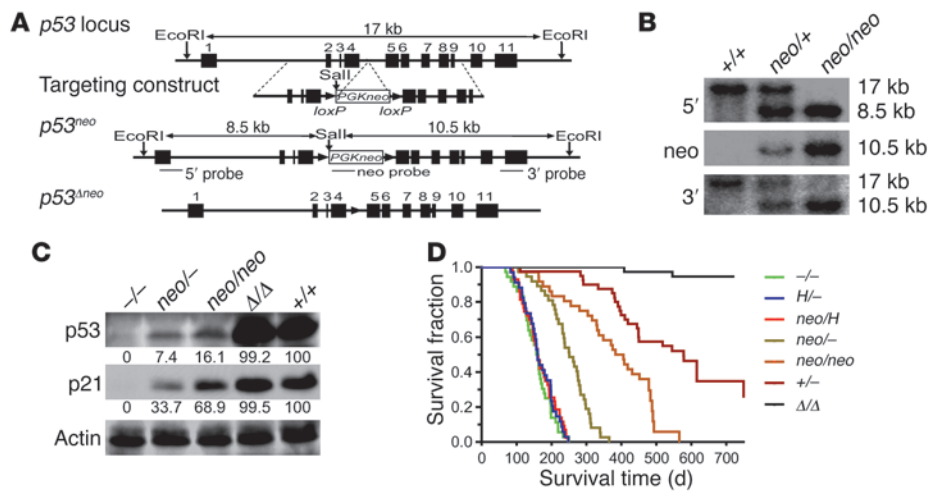 A
p53 locus
17 kb
EcoRI
EcoRI
1 2 3 4 5 6 7 8 9 10 11
Targeting construct
SalI
PGKneo
loxP loxP
p53neo
8.5 kb
SalI
10.5 kb
EcoRI
EcoRI
PGKneo
5′ probe
neo probe
3′ probe
p53Δneo
1 2 3 4 5 6 7 8 9 10 11
B
+/+ neo/+ neo/neo
5′
17 kb
8.5 kb
neo
10.5 kb
3′
17 kb
10.5 kb
C
–/– neo/– neo/neo Δ/Δ +/+
p53
0 7.4 16.1 99.2 100
p21
0 33.7 68.9 99.5 100
Actin
D
Survival fraction
1.0
0.8
0.6
0.4
0.2
0.0
0 100 200 300 400 500 600 700
Survival time (d)
–/–
H/–
neo/H
neo/–
neo/neo
+/–
Δ/Δ